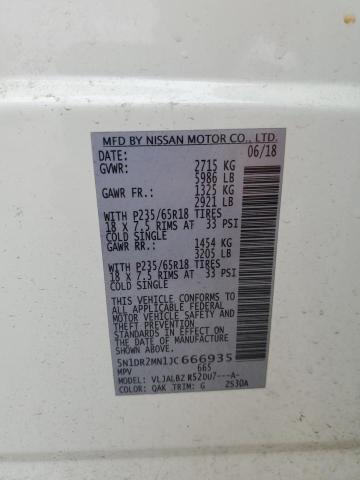 MFD BY NISSAN MOTOR CO., LTD.
DATE: 06/18
GVWR: 2715 KG
5986 LB
GAWR FR.: 1325 KG
2921 LB
WITH P235/65R18 TIRES
18 X 7.5 RIMS AT 33 PSI
COLD SINGLE
GAWR RR.: 1454 KG
3205 LB
WITH P235/65R18 TIRES
18 X 7.5 RIMS AT 33 PSI
COLD SINGLE
THIS VEHICLE CONFORMS TO
ALL APPLICABLE FEDERAL
MOTOR VEHICLE SAFETY
STANDARDS IN EFFECT ON
THE DATE OF
MANUFACTURE SHOWN ABOVE.
5N1DR2MN1JC666935
MPV 665
MODEL: VLJALBZ R52DU7---A-
COLOR: QAK TRIM: G ZS30A